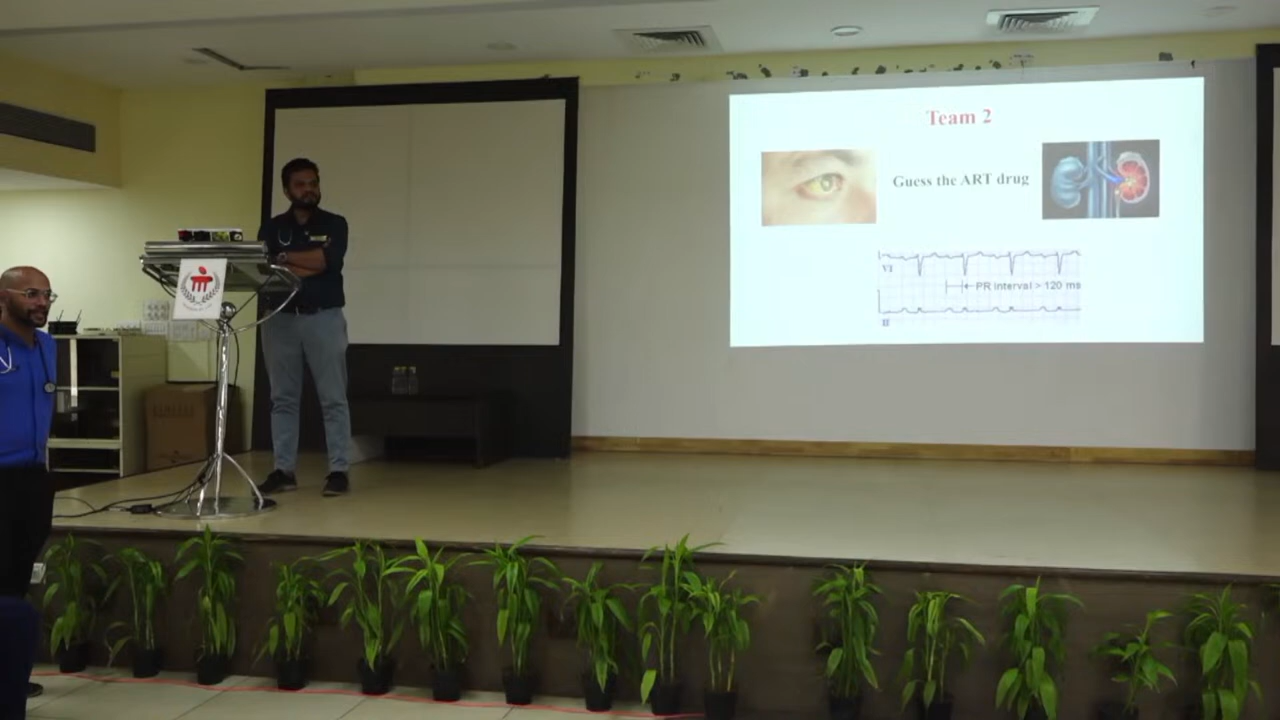 Team 2
Guess the ART drug
V1
PR interval > 120 ms
II